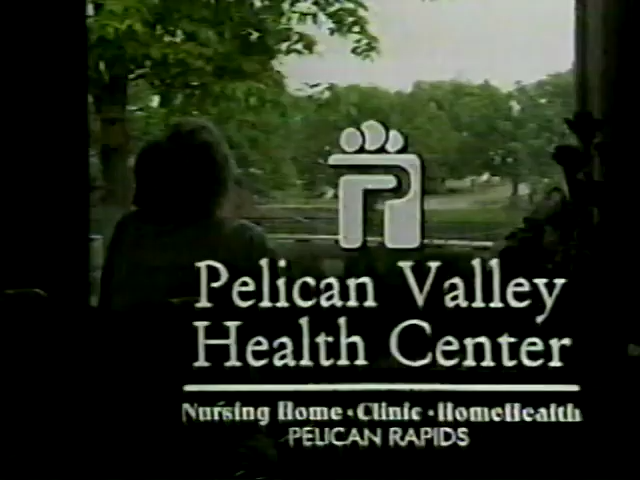 Pelican Valley
Health Center
Nursing Home · Clinic · HomeHealth
PELICAN RAPIDS